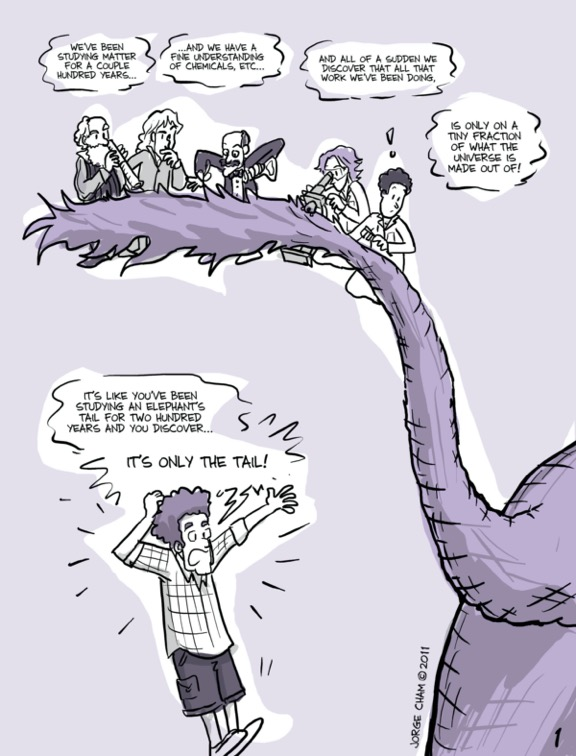 WE'VE BEEN
STUDYING MATTER
FOR A COUPLE
HUNDRED YEARS...
...AND WE HAVE A
FINE UNDERSTANDING
OF CHEMICALS, ETC...
AND ALL OF A SUDDEN WE
DISCOVER THAT ALL THAT
WORK WE'VE BEEN DOING,
!
IS ONLY ON A
TINY FRACTION
OF WHAT THE
UNIVERSE IS
MADE OUT OF!
IT'S LIKE YOU'VE BEEN
STUDYING AN ELEPHANT'S
TAIL FOR TWO HUNDRED
YEARS AND YOU DISCOVER...
IT'S ONLY THE TAIL!
JORGE CHAM © 2011
1